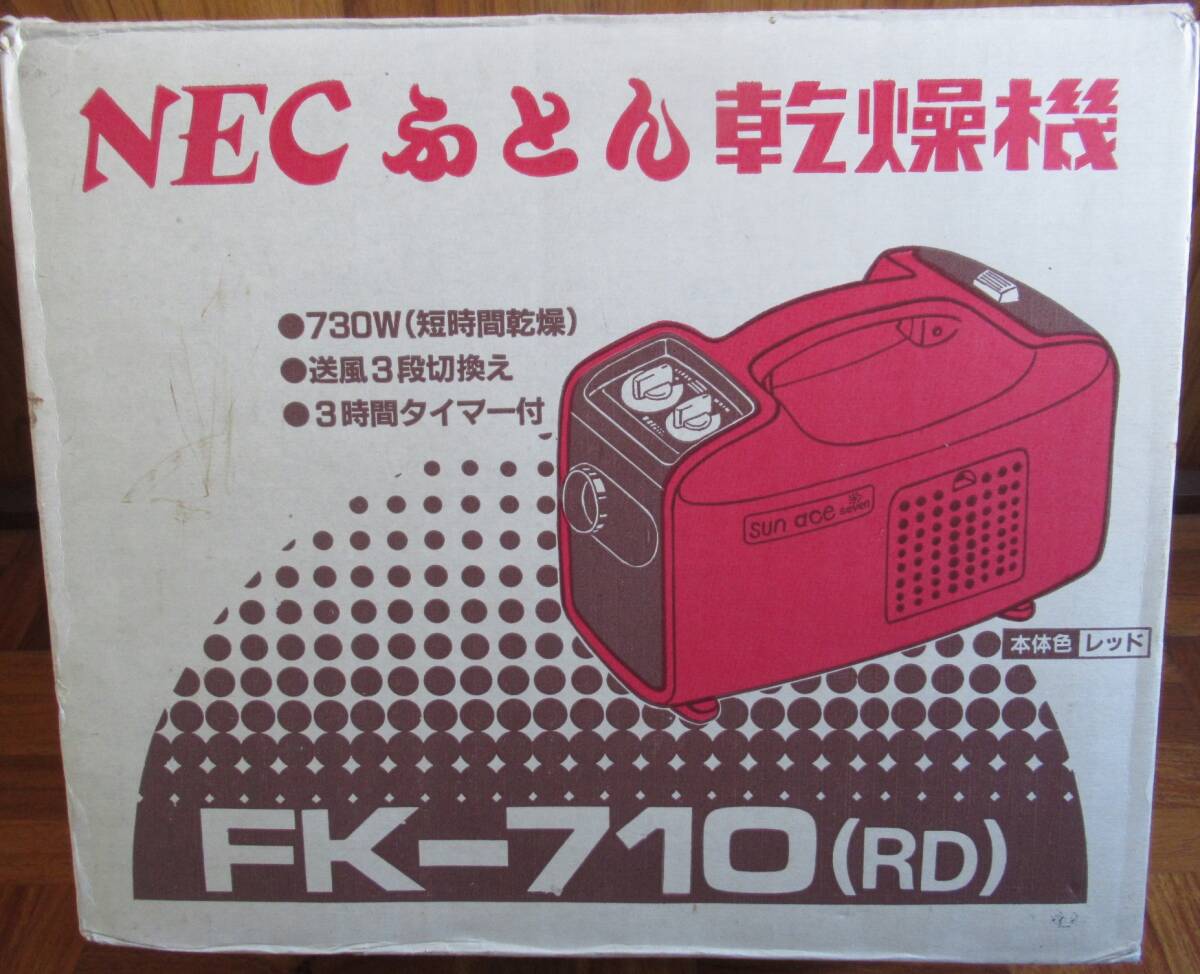 NEC ふとん乾燥機
●730W(短時間乾燥)
●送風3段切換え
●3時間タイマー付
sun ace seven
本体色 レッド
FK-710(RD)